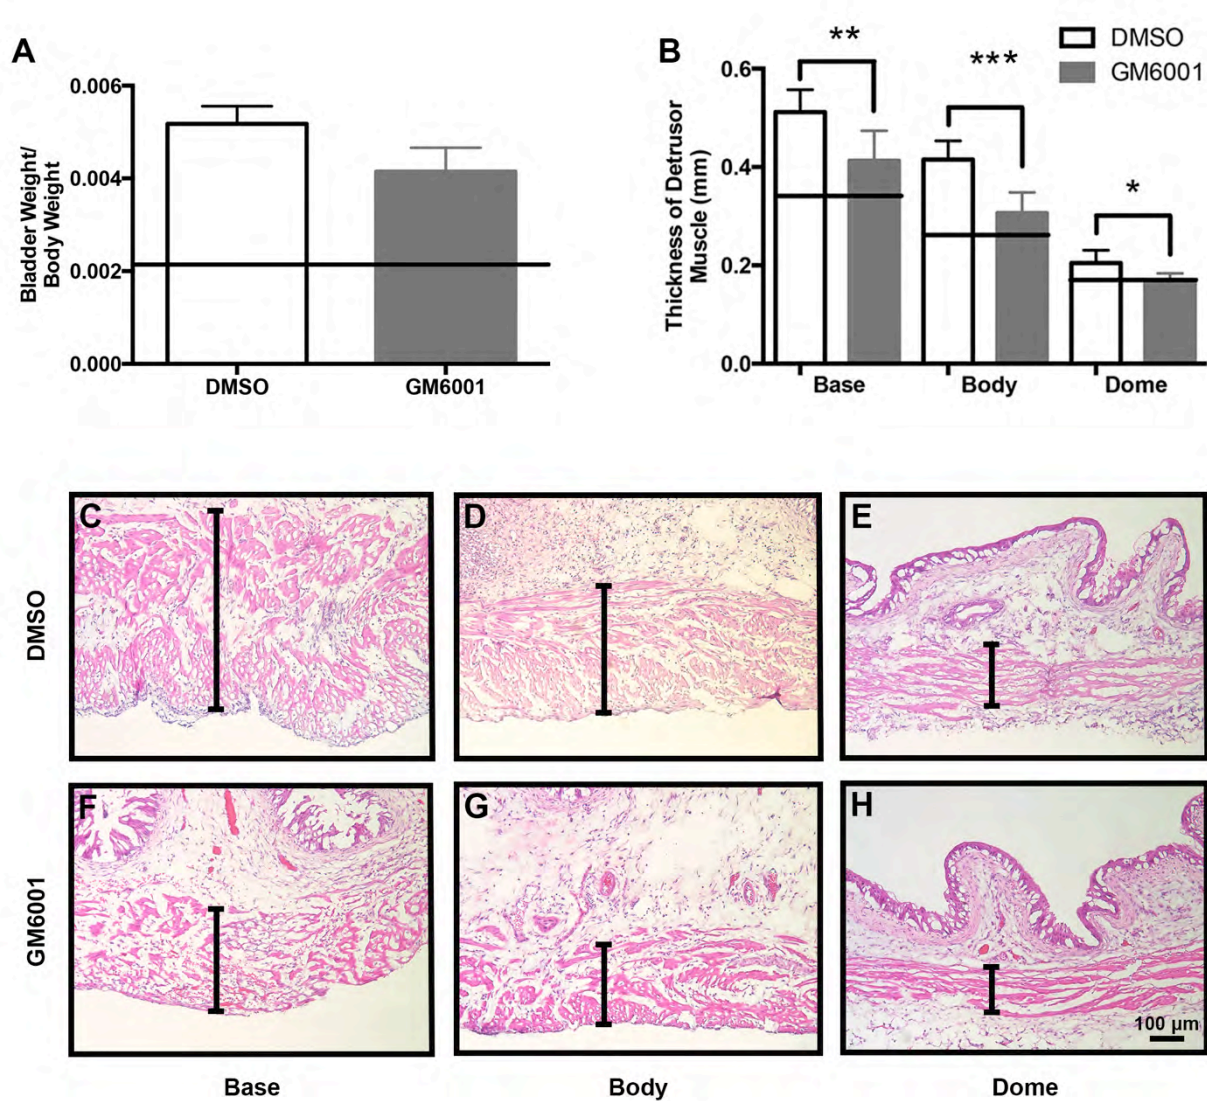 A
0.006
0.004
0.002
0.000
Bladder Weight/
Body Weight
DMSO
GM6001
B
DMSO
GM6001
0.6
0.4
0.2
0.0
Thickness of Detrusor
Muscle (mm)
**
***
*
Base
Body
Dome
DMSO
C
D
E
GM6001
F
G
H
100 µm
Base
Body
Dome